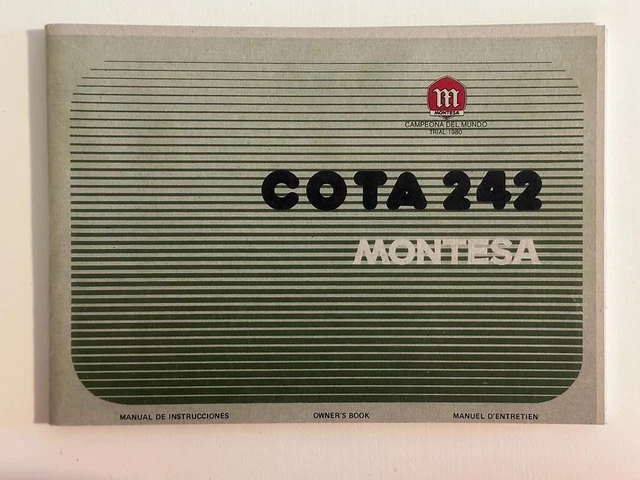 m
MONTESA
CAMPEONA DEL MUNDO
TRIAL 1980
COTA 242
MONTESA
MANUAL DE INSTRUCCIONES OWNER'S BOOK MANUEL D'ENTRETIEN